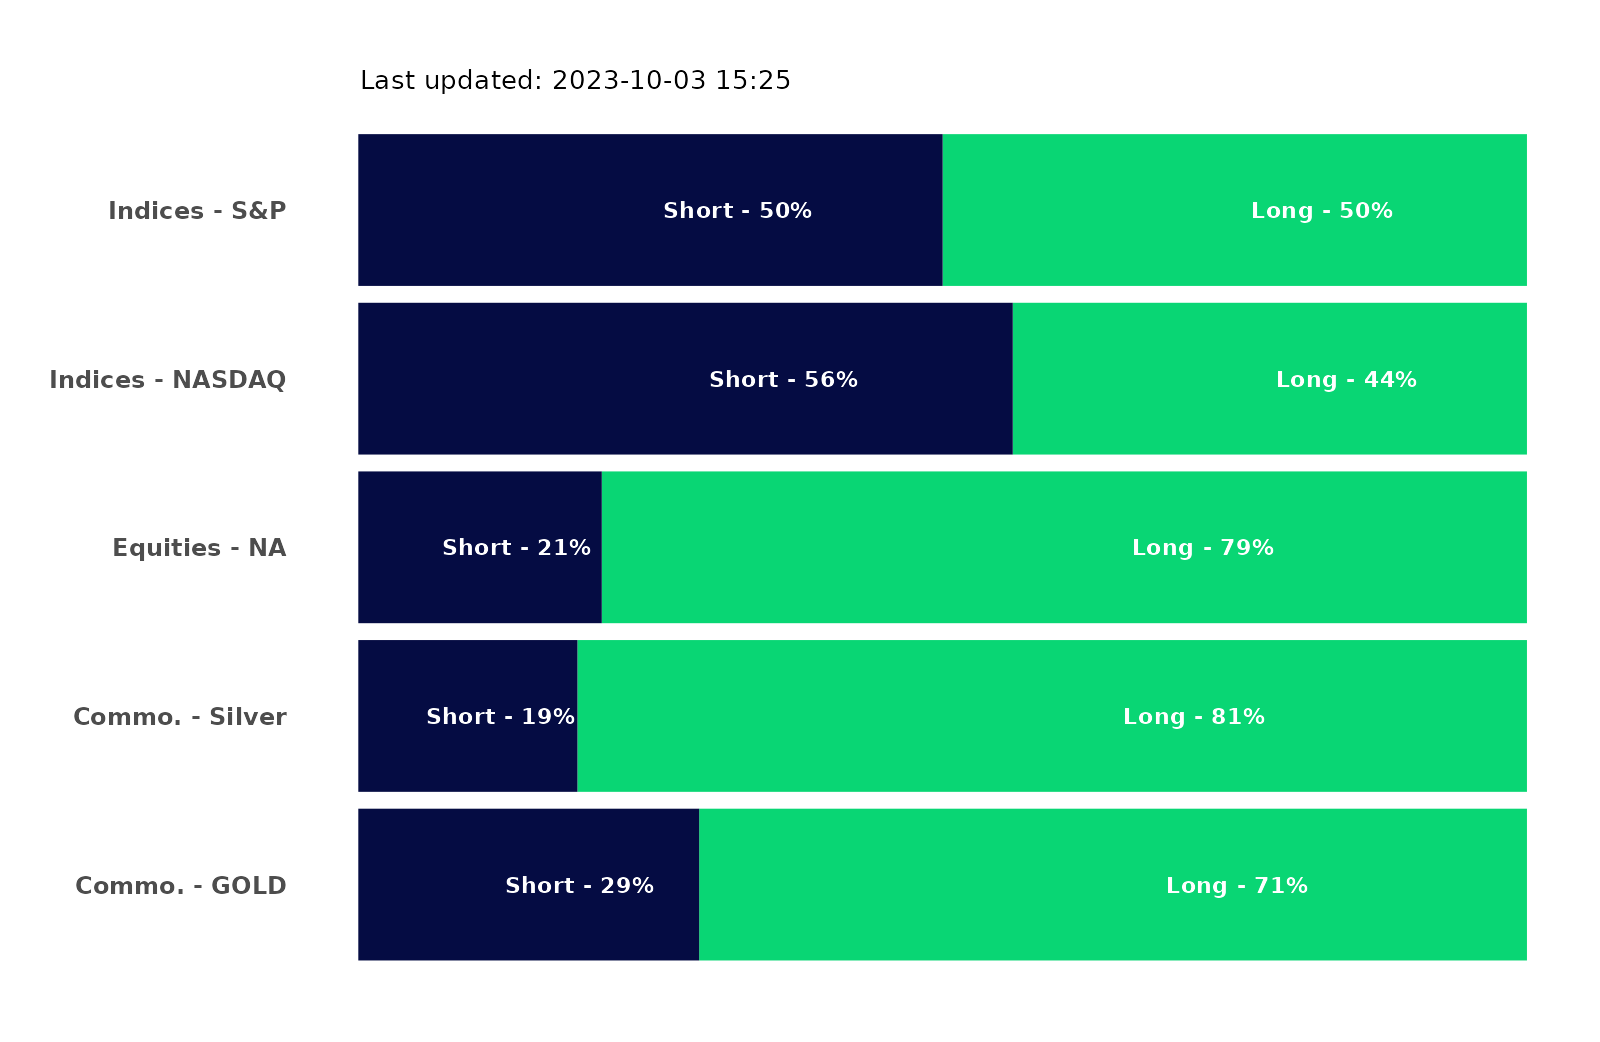 Last updated: 2023-10-03 15:25
Indices - S&P
Short - 50%
Long - 50%
Indices - NASDAQ
Short - 56%
Long - 44%
Equities - NA
Short - 21%
Long - 79%
Commo. - Silver
Short - 19%
Long - 81%
Commo. - GOLD
Short - 29%
Long - 71%